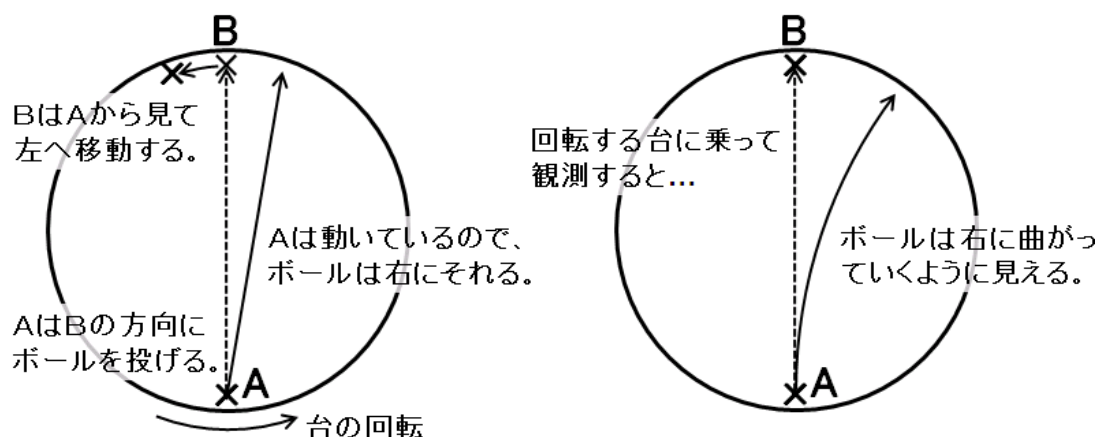 B
BはAから見て
左へ移動する。
Aは動いているので、
ボールは右にそれる。
AはBの方向に
ボールを投げる。
A
台の回転
B
回転する台に乗って
観測すると...
ボールは右に曲がっ
ていくように見える。
A